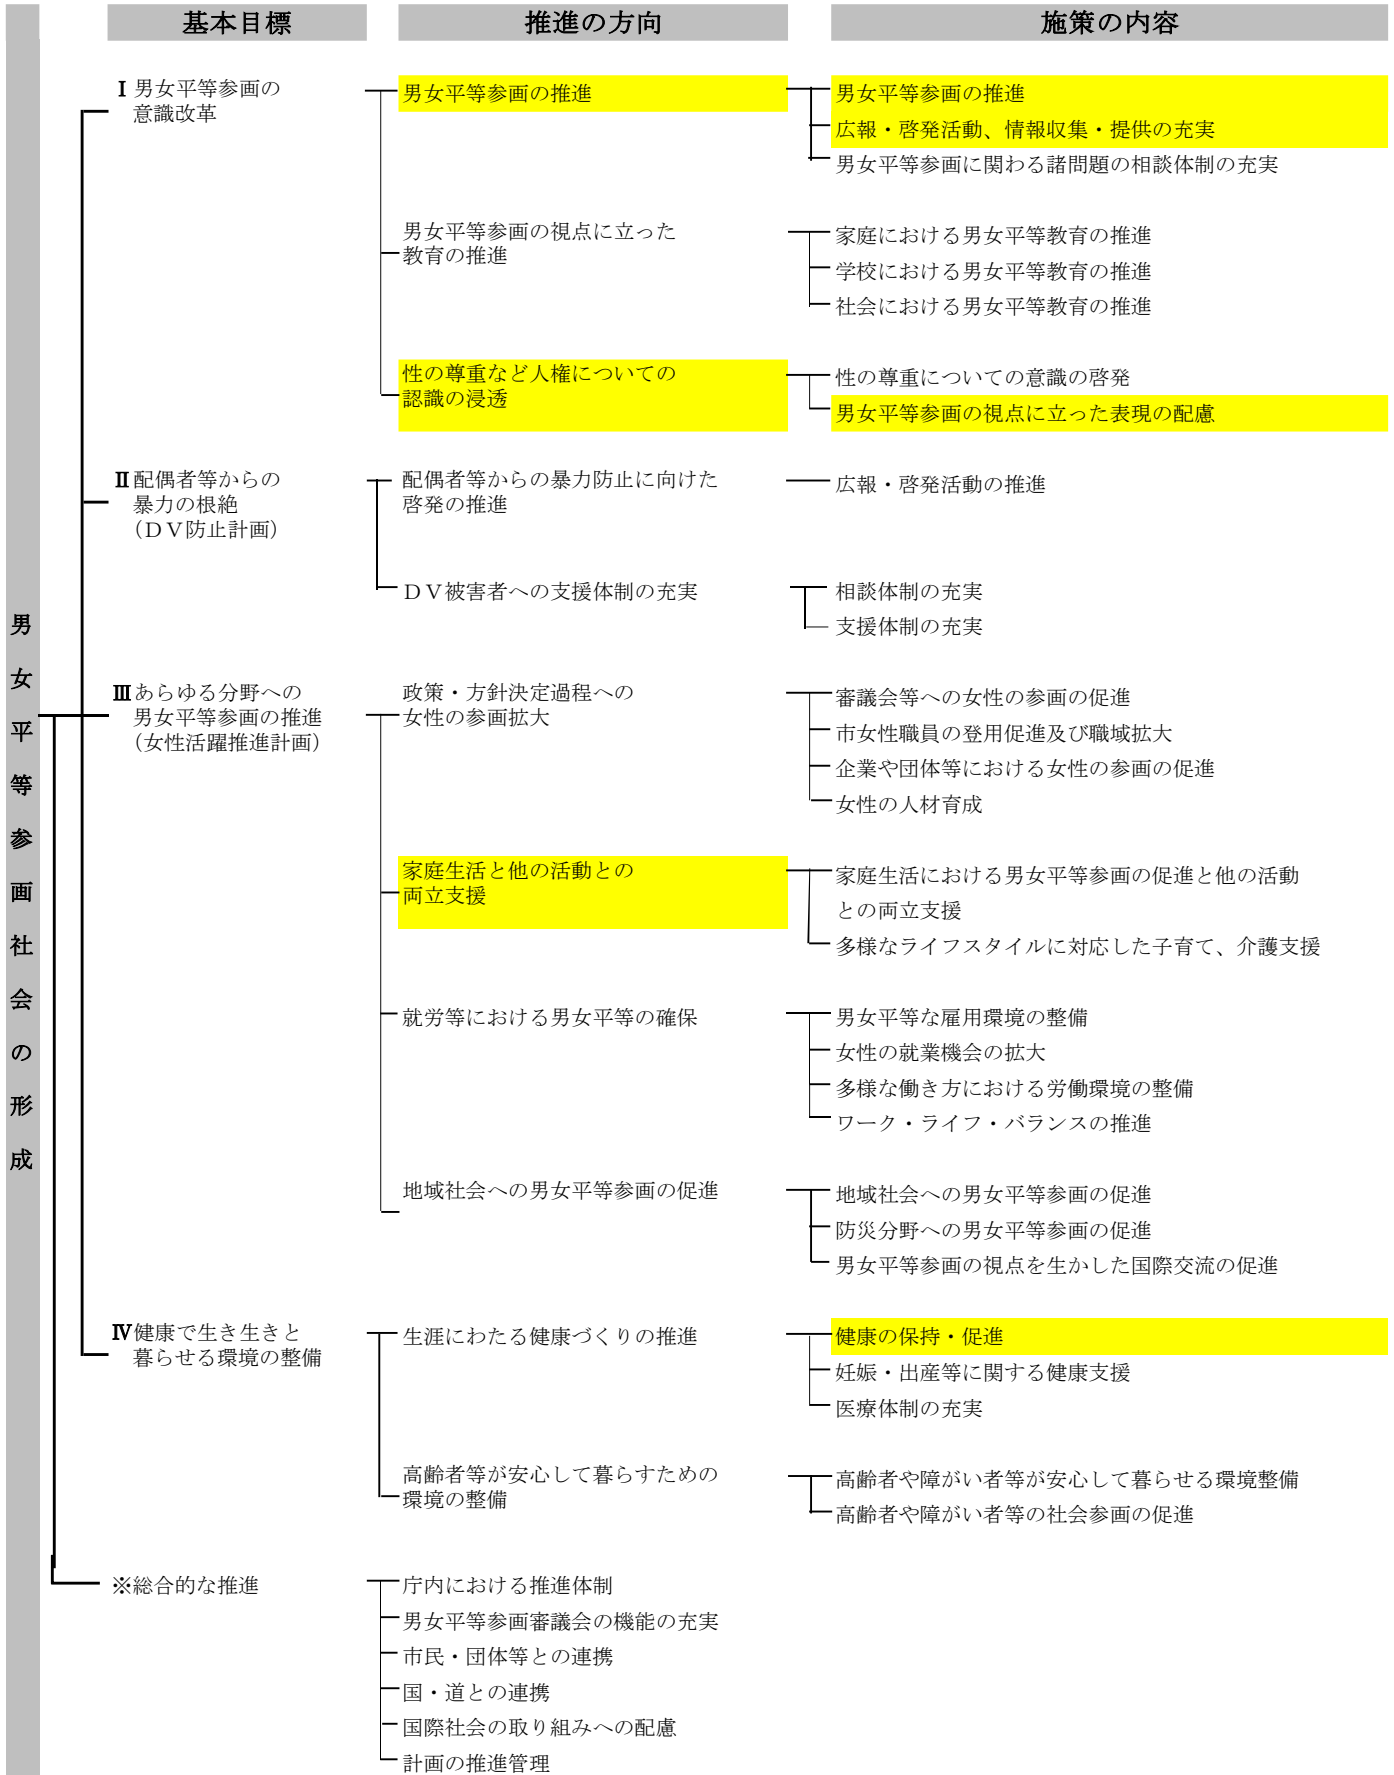 基本目標
推進の方向
施策の内容
男女平等参画社会の形成
Ⅰ 男女平等参画の
意識改革
男女平等参画の推進
男女平等参画の推進
広報・啓発活動、情報収集・提供の充実
男女平等参画に関わる諸問題の相談体制の充実
男女平等参画の視点に立った
教育の推進
家庭における男女平等教育の推進
学校における男女平等教育の推進
社会における男女平等教育の推進
性の尊重など人権についての
認識の浸透
性の尊重についての意識の啓発
男女平等参画の視点に立った表現の配慮
Ⅱ 配偶者等からの
暴力の根絶
（ＤＶ防止計画）
配偶者等からの暴力防止に向けた
啓発の推進
広報・啓発活動の推進
ＤＶ被害者への支援体制の充実
相談体制の充実
支援体制の充実
Ⅲ あらゆる分野への
男女平等参画の推進
（女性活躍推進計画）
政策・方針決定過程への
女性の参画拡大
審議会等への女性の参画の促進
市女性職員の登用促進及び職域拡大
企業や団体等における女性の参画の促進
女性の人材育成
家庭生活と他の活動との
両立支援
家庭生活における男女平等参画の促進と他の活動
との両立支援
多様なライフスタイルに対応した子育て、介護支援
就労等における男女平等の確保
男女平等な雇用環境の整備
女性の就業機会の拡大
多様な働き方における労働環境の整備
ワーク・ライフ・バランスの推進
地域社会への男女平等参画の促進
地域社会への男女平等参画の促進
防災分野への男女平等参画の促進
男女平等参画の視点を生かした国際交流の促進
Ⅳ 健康で生き生きと
暮らせる環境の整備
生涯にわたる健康づくりの推進
健康の保持・促進
妊娠・出産等に関する健康支援
医療体制の充実
高齢者等が安心して暮らすための
環境の整備
高齢者や障がい者等が安心して暮らせる環境整備
高齢者や障がい者等の社会参画の促進
※総合的な推進
庁内における推進体制
男女平等参画審議会の機能の充実
市民・団体等との連携
国・道との連携
国際社会の取り組みへの配慮
計画の推進管理